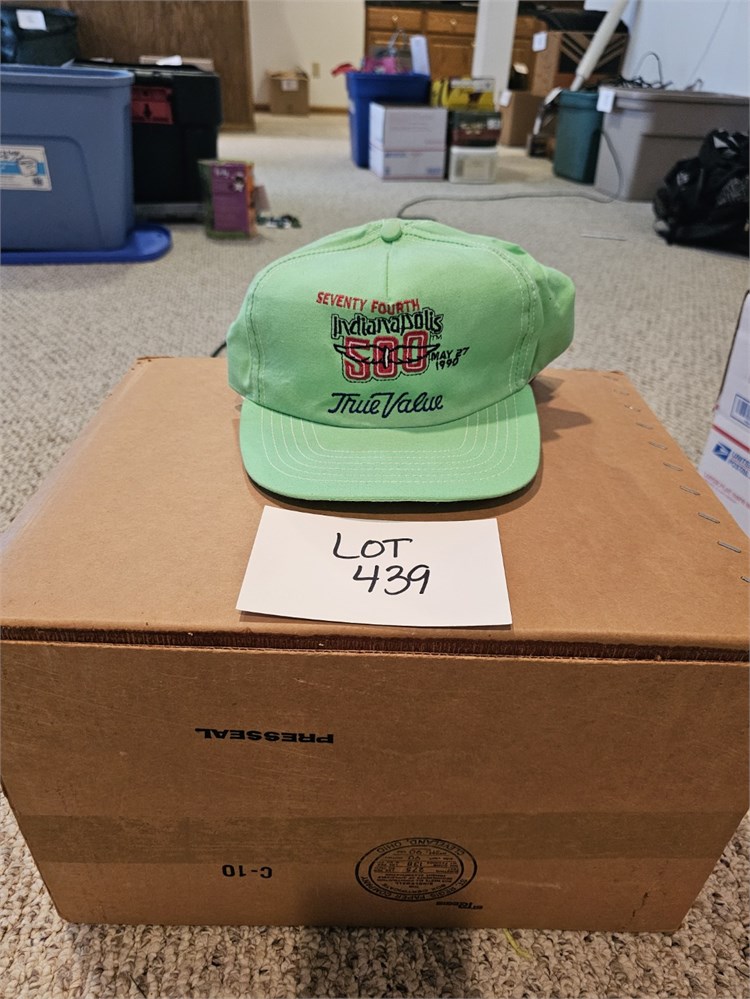 SEVENTY FOURTH
Indianapolis
500
MAY 27
1990
True Value
LOT
439
PRESSEAL
C-10